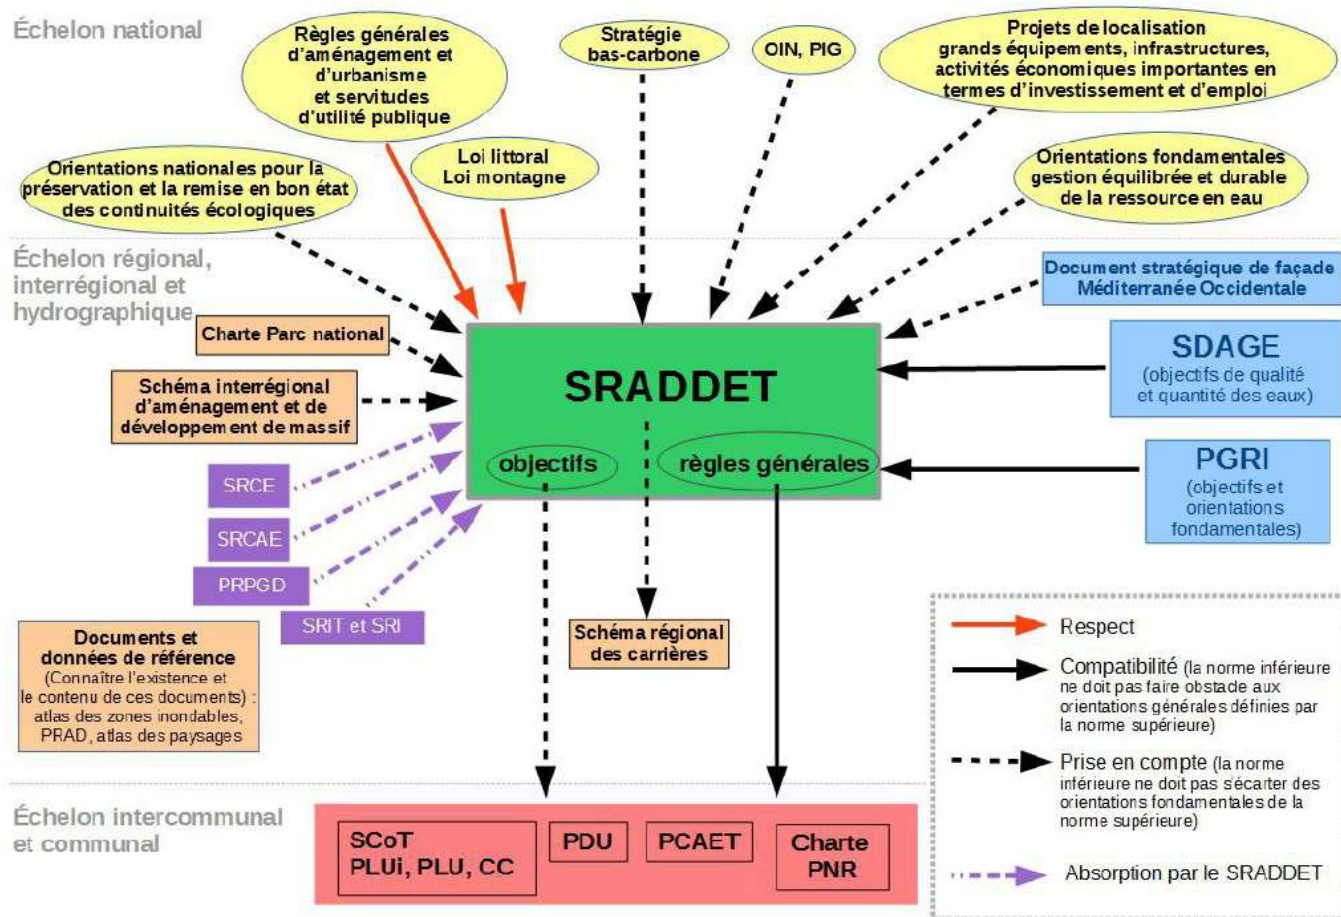 Échelon national
Règles générales
d'aménagement et
d'urbanisme
et servitudes
d'utilité publique
Stratégie
bas-carbone
OIN, PIG
Projets de localisation
grands équipements, infrastructures,
activités économiques importantes en
termes d'investissement et d'emploi
Orientations nationales pour la
préservation et la remise en bon état
des continuités écologiques
Loi littoral
Loi montagne
Orientations fondamentales
gestion équilibrée et durable
de la ressource en eau
Échelon régional,
interrégional et
hydrographique
Document stratégique de façade
Méditerranée Occidentale
Charte Parc national
SDAGE
(objectifs de qualité
et quantité des eaux)
Schéma interrégional
d'aménagement et de
développement de massif
SRADDET
objectifs
règles générales
PGRI
(objectifs et
orientations
fondamentales)
SRCE
SRCAE
PRPGD
SRIT et SRI
Documents et
données de référence
(Connaître l'existence et
le contenu de ces documents) :
atlas des zones inondables,
PRAD, atlas des paysages
Schéma régional
des carrières
Respect
Compatibilité (la norme inférieure
ne doit pas faire obstacle aux
orientations générales définies par
la norme supérieure)
Prise en compte (la norme
inférieure ne doit pas s'écarter des
orientations fondamentales de la
norme supérieure)
Absorption par le SRADDET
Échelon intercommunal
et communal
SCoT
PLUi, PLU, CC
PDU
PCAET
Charte
PNR